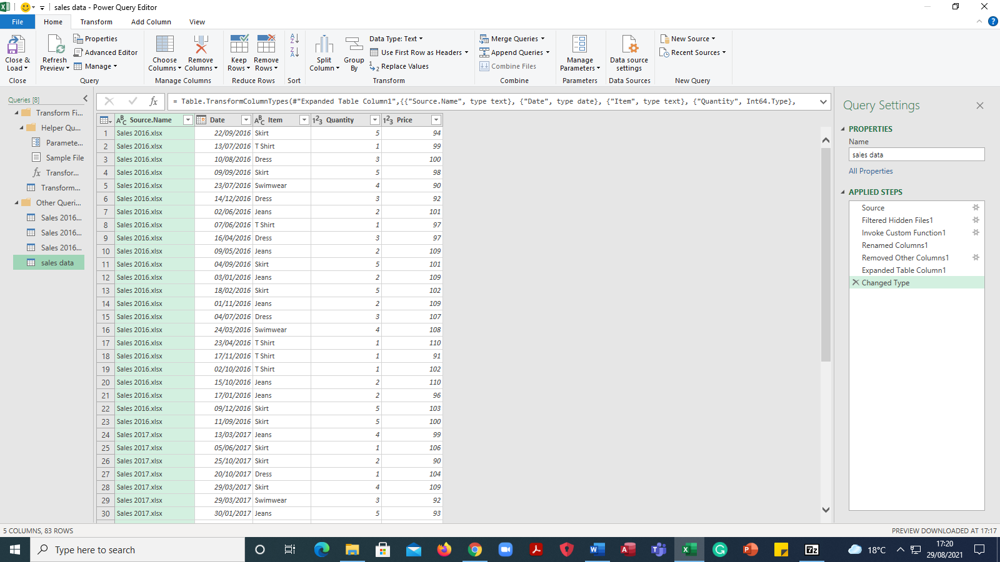 sales data - Power Query Editor
File Home Transform Add Column View
Close & Load
Close
Refresh Preview
Properties
Advanced Editor
Manage
Query
Choose Columns
Remove Columns
Manage Columns
Keep Rows
Remove Rows
Reduce Rows
Sort
Split Column
Group By
Data Type: Text
Use First Row as Headers
Replace Values
Transform
Merge Queries
Append Queries
Combine Files
Combine
Manage Parameters
Parameters
Data source settings
Data Sources
New Source
Recent Sources
New Query
Queries [8]
Transform Fi...
Helper Qu...
Paramete...
Sample File
Transfor...
Transform...
Other Queri...
Sales 2016...
Sales 2016...
Sales 2016...
sales data
fx = Table.TransformColumnTypes(#"Expanded Table Column1",{{"Source.Name", type text}, {"Date", type date}, {"Item", type text}, {"Quantity", Int64.Type},
Source.Name Date Item Quantity Price
1 Sales 2016.xlsx 22/09/2016 Skirt 5 94
2 Sales 2016.xlsx 13/07/2016 T Shirt 1 99
3 Sales 2016.xlsx 10/08/2016 Dress 3 100
4 Sales 2016.xlsx 09/09/2016 Skirt 5 98
5 Sales 2016.xlsx 23/07/2016 Swimwear 4 90
6 Sales 2016.xlsx 14/12/2016 Dress 3 92
7 Sales 2016.xlsx 02/06/2016 Jeans 2 101
8 Sales 2016.xlsx 07/06/2016 T Shirt 1 97
9 Sales 2016.xlsx 16/04/2016 Dress 3 97
10 Sales 2016.xlsx 09/05/2016 Jeans 2 109
11 Sales 2016.xlsx 04/09/2016 Skirt 5 101
12 Sales 2016.xlsx 03/01/2016 Jeans 2 109
13 Sales 2016.xlsx 18/02/2016 Skirt 5 102
14 Sales 2016.xlsx 01/11/2016 Jeans 2 109
15 Sales 2016.xlsx 04/07/2016 Dress 3 107
16 Sales 2016.xlsx 24/03/2016 Swimwear 4 108
17 Sales 2016.xlsx 23/04/2016 T Shirt 1 110
18 Sales 2016.xlsx 17/11/2016 T Shirt 1 91
19 Sales 2016.xlsx 02/10/2016 T Shirt 1 102
20 Sales 2016.xlsx 15/10/2016 Jeans 2 110
21 Sales 2016.xlsx 17/01/2016 Jeans 2 96
22 Sales 2016.xlsx 09/12/2016 Skirt 5 103
23 Sales 2016.xlsx 11/09/2016 Skirt 5 100
24 Sales 2017.xlsx 13/03/2017 Jeans 4 99
25 Sales 2017.xlsx 05/06/2017 Skirt 1 106
26 Sales 2017.xlsx 25/10/2017 Skirt 2 90
27 Sales 2017.xlsx 20/10/2017 Dress 1 104
28 Sales 2017.xlsx 29/03/2017 Skirt 4 109
29 Sales 2017.xlsx 29/03/2017 Swimwear 3 92
30 Sales 2017.xlsx 30/01/2017 Jeans 5 93
Query Settings
PROPERTIES
Name
sales data
All Properties
APPLIED STEPS
Source
Filtered Hidden Files1
Invoke Custom Function1
Renamed Columns1
Removed Other Columns1
Expanded Table Column1
Changed Type
5 COLUMNS, 83 ROWS
PREVIEW DOWNLOADED AT 17:17
Type here to search
18°C
17:20
29/08/2021